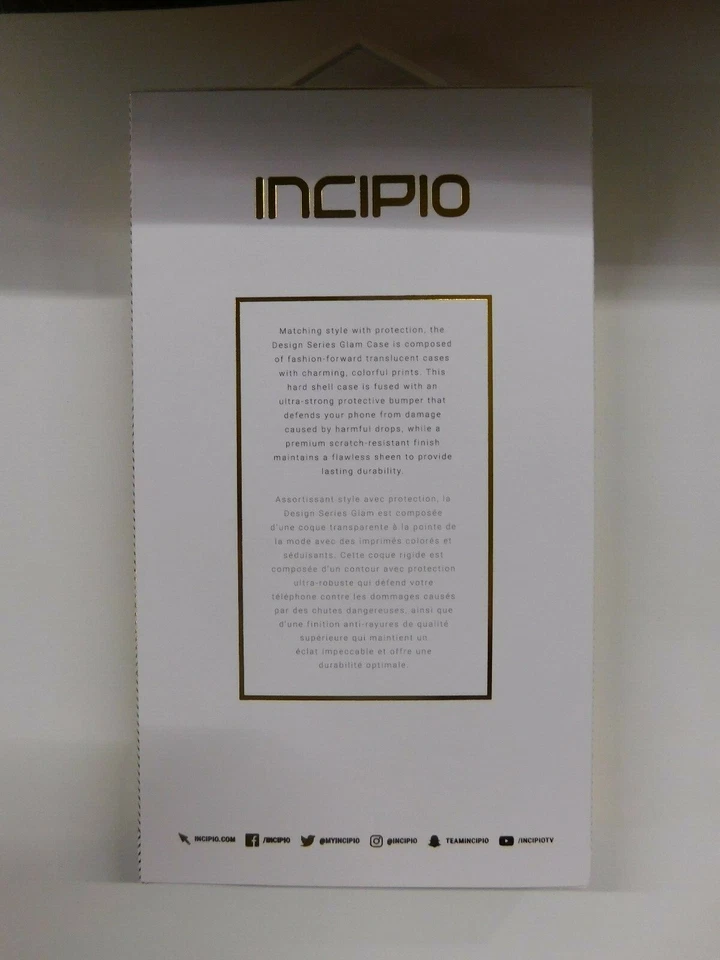 INCIPIO
Matching style with protection, the
Design Series Glam Case is composed
of fashion-forward translucent cases
with charming, colorful prints. This
hard shell case is fused with an
ultra-strong protective bumper that
defends your phone from damage
caused by harmful drops, while a
premium scratch-resistant finish
maintains a flawless sheen to provide
lasting durability.
Assortissant style avec protection, la
Design Series Glam est composée
d'une coque transparente à la pointe de
la mode avec des imprimés colorés et
séduisants. Cette coque rigide est
composée d'un contour avec protection
ultra-robuste qui défend votre
téléphone contre les dommages causés
par des chutes dangereuses, ainsi que
d'une finition anti-rayures de qualité
supérieure qui maintient un
éclat impeccable et offre une
durabilité optimale.
INCIPIO.COM /INCIPIO @MYINCIPIO @INCIPIO TEAMINCIPIO /INCIPIOTV